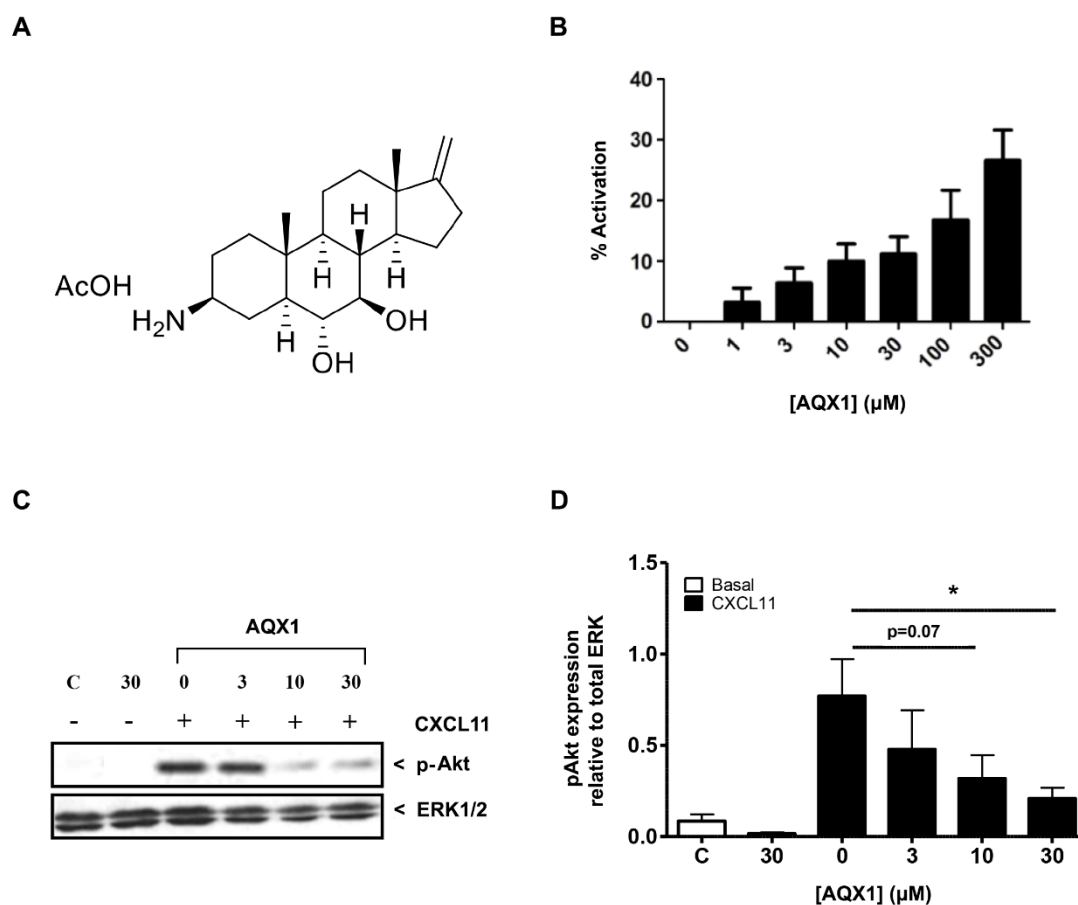 A
AcOH
H
H
H
H
H₂N
OH
OH
B
% Activation
40
30
20
10
0
0 1 3 10 30 100 300
[AQX1] (µM)
C
AQX1
C 30 0 3 10 30
- - + + + + CXCL11
< p-Akt
< ERK1/2
D
pAkt expression
relative to total ERK
1.5
1.0
0.5
0.0
Basal
CXCL11
*
p=0.07
C 30 0 3 10 30
[AQX1] (µM)